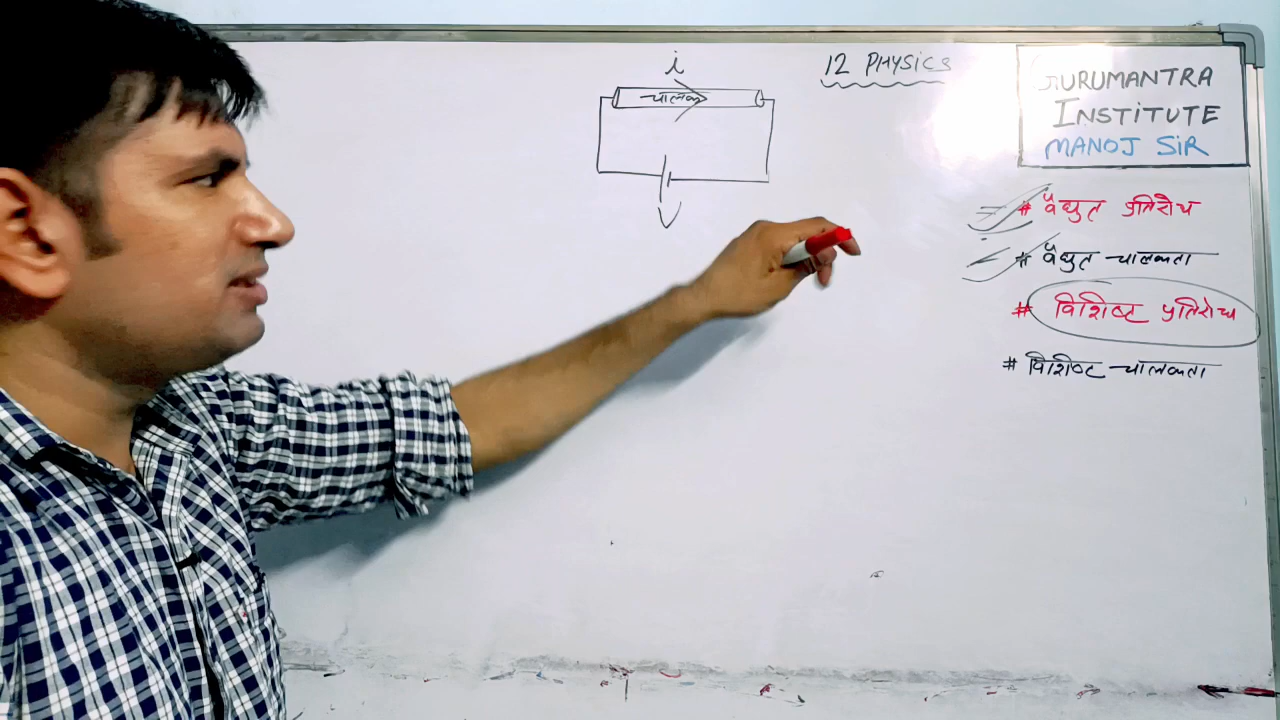 i
चालक
V
12 PHYSICS
GURUMANTRA
INSTITUTE
MANOJ SIR
# वैद्युत प्रतिरोध
# वैद्युत चालकता
# विशिष्ट प्रतिरोध
# विशिष्ट चालकता